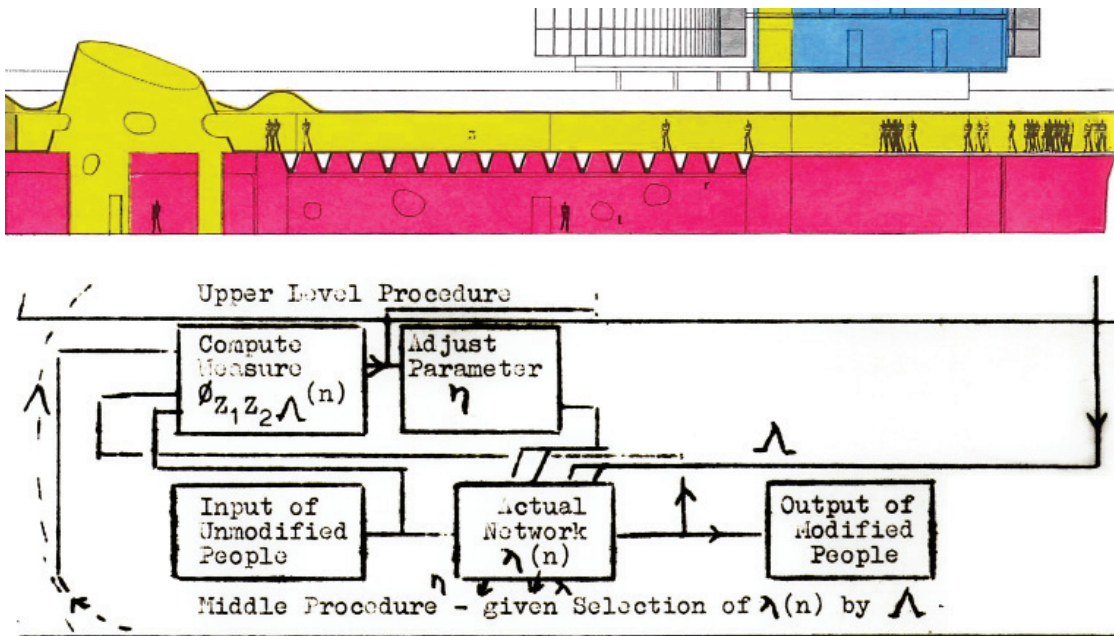 Upper Level Procedure
Compute
Measure
ØZ₁Z₂Λ(n)
Adjust
Parameter
η
Λ
Λ
Input of
Unmodified
People
Actual
Network
λ(n)
Output of
Modified
People
η
λ
Middle Procedure - given Selection of λ(n) by Λ